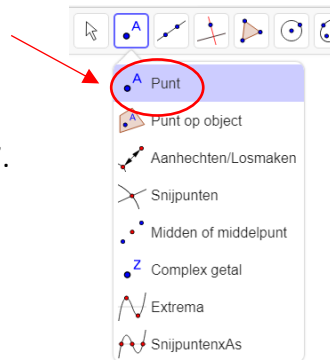 A
A Punt
A Punt op object
.
Aanhechten/Losmaken
Snijpunten
Midden of middelpunt
Z Complex getal
Extrema
SnijpuntenxAs